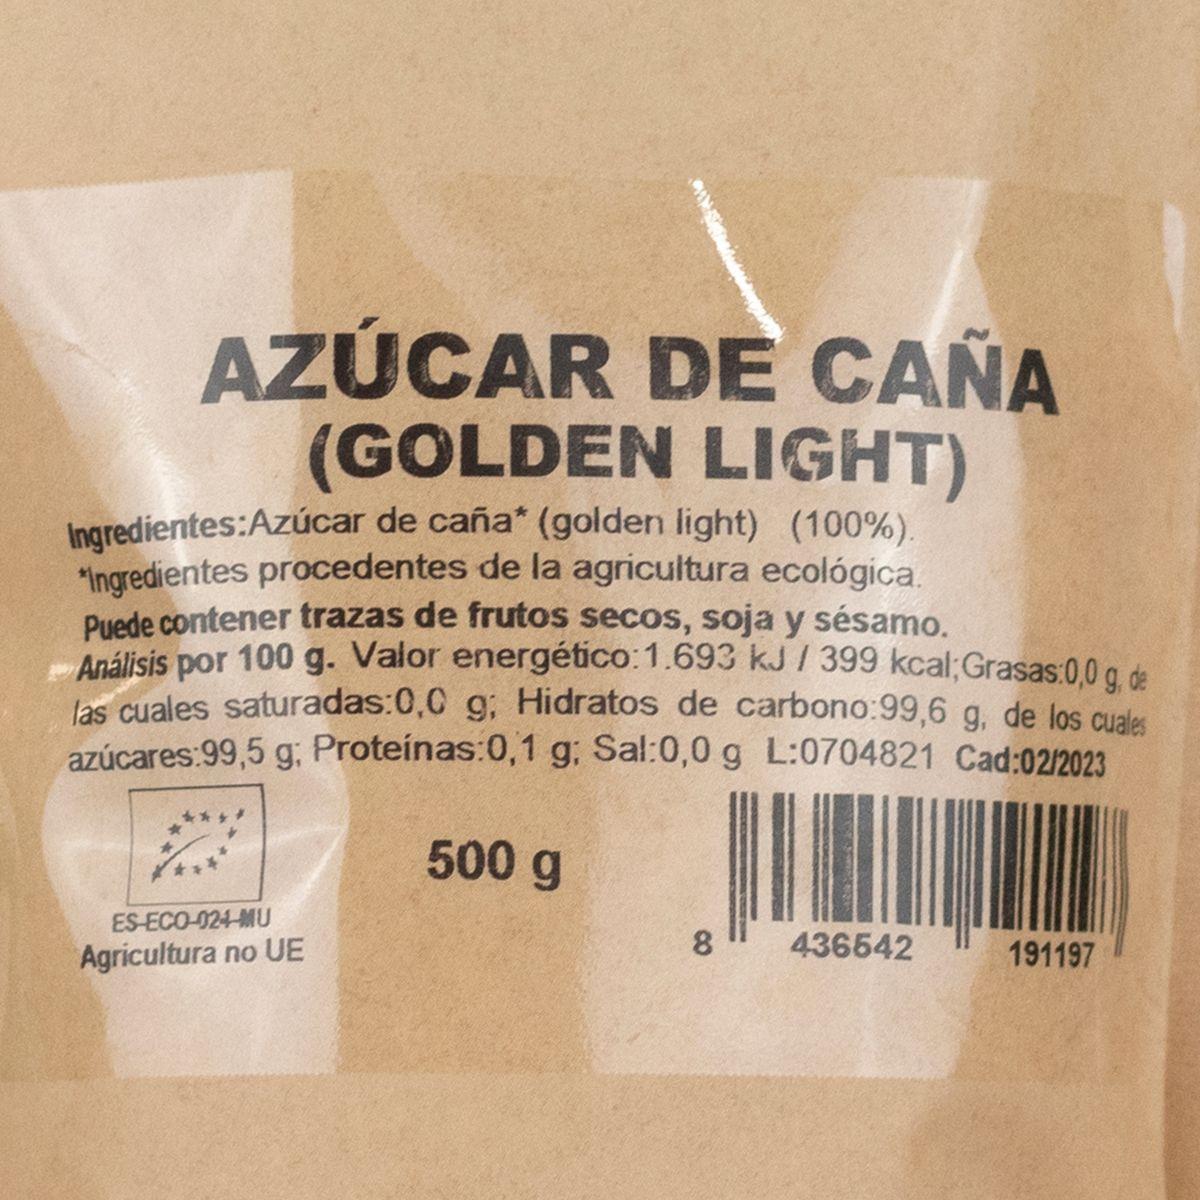 AZÚCAR DE CAÑA
(GOLDEN LIGHT)
Ingredientes:Azúcar de caña* (golden light) (100%).
*Ingredientes procedentes de la agricultura ecológica.
Puede contener trazas de frutos secos, soja y sésamo.
Análisis por 100 g. Valor energético:1.693 kJ / 399 kcal;Grasas:0,0 g, de
las cuales saturadas:0,0 g; Hidratos de carbono:99,6 g, de los cuales
azúcares:99,5 g; Proteínas:0,1 g; Sal:0,0 g L:0704821 Cad:02/2023
500 g
ES-ECO-024-MU
Agricultura no UE
8 436542 191197